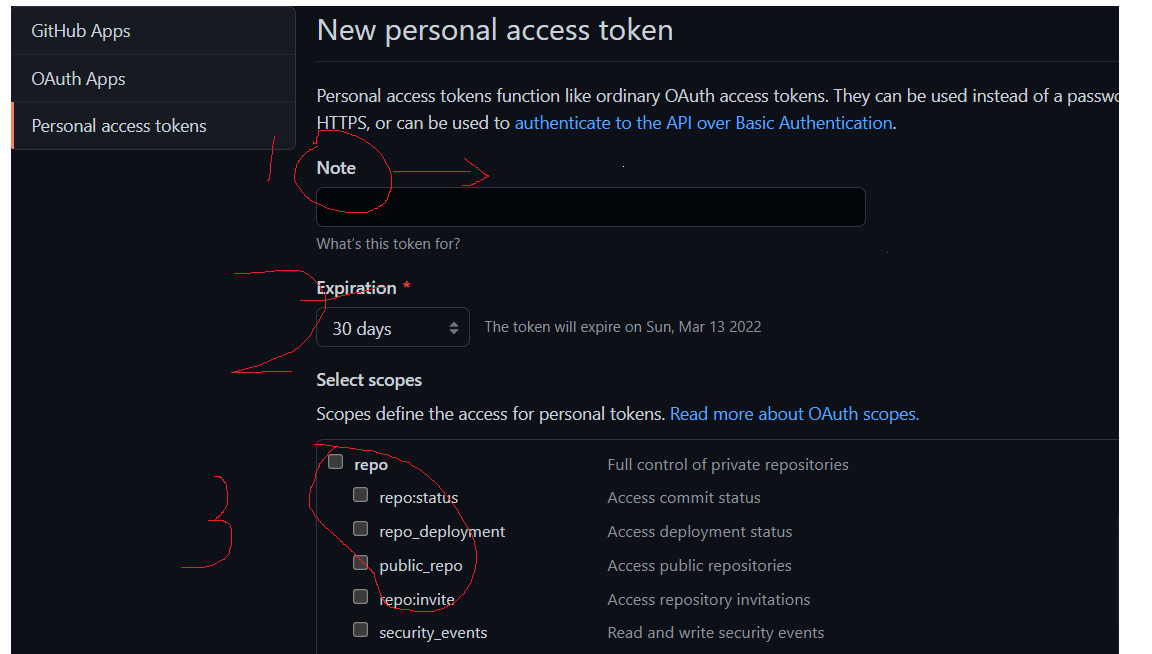 GitHub Apps
OAuth Apps
Personal access tokens
New personal access token
Personal access tokens function like ordinary OAuth access tokens. They can be used instead of a
HTTPS, or can be used to authenticate to the API over Basic Authentication.
1
Note
What's this token for?
2
Expiration *
30 days
The token will expire on Sun, Mar 13 2022
Select scopes
Scopes define the access for personal tokens. Read more about OAuth scopes.
3
repo Full control of private repositories
repo:status Access commit status
repo_deployment Access deployment status
public_repo Access public repositories
repo:invite Access repository invitations
security_events Read and write security events